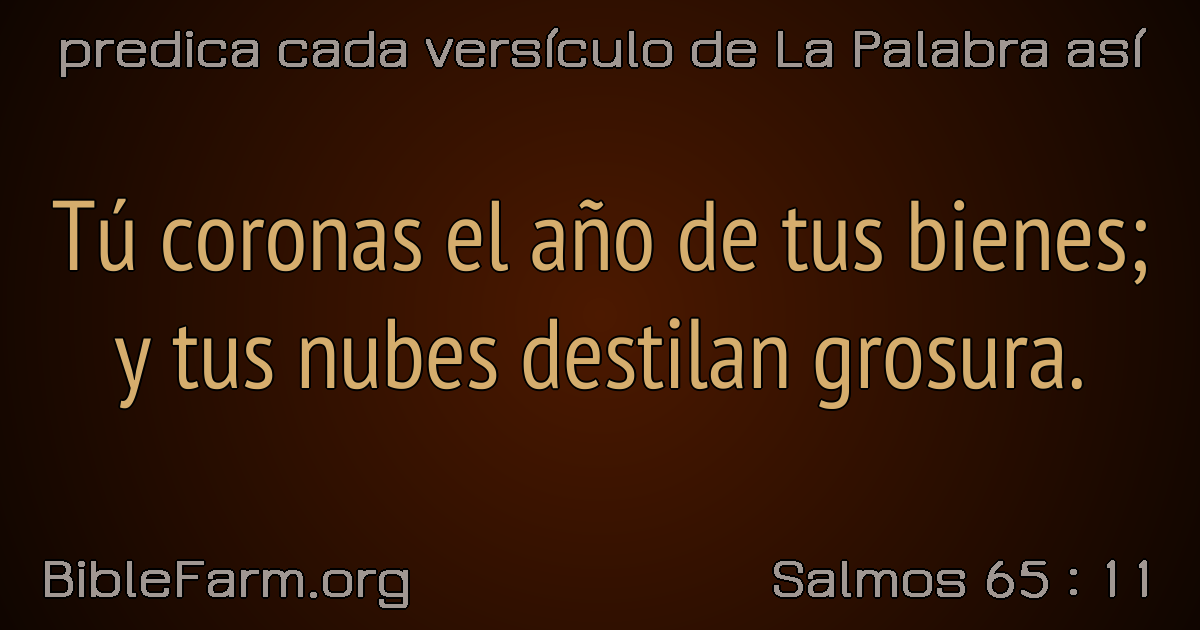 predica cada versículo de La Palabra así
Tú coronas el año de tus bienes;
y tus nubes destilan grosura.
BibleFarm.org
Salmos 65 : 11